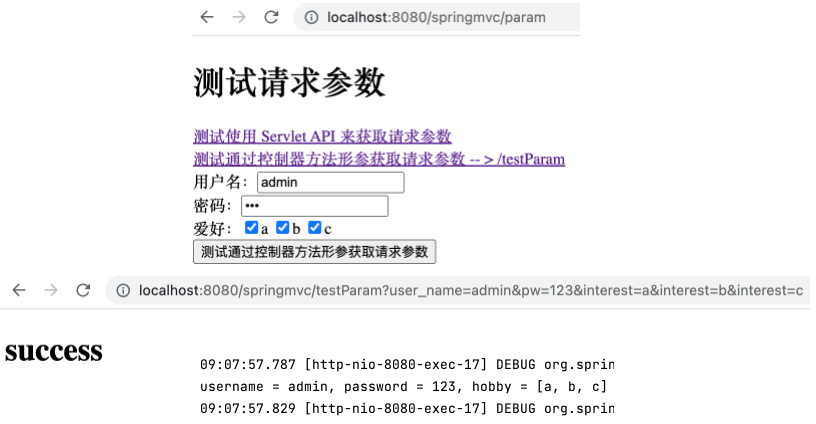 localhost:8080/springmvc/param
测试请求参数
测试使用 Servlet API 来获取请求参数
测试通过控制器方法形参获取请求参数 -- > /testParam
用户名： admin
密码： •••
爱好： a b c
测试通过控制器方法形参获取请求参数
localhost:8080/springmvc/testParam?user_name=admin&pw=123&interest=a&interest=b&interest=c
success
09:07:57.787 [http-nio-8080-exec-17] DEBUG org.sprin
username = admin, password = 123, hobby = [a, b, c]
09:07:57.829 [http-nio-8080-exec-17] DEBUG org.sprin